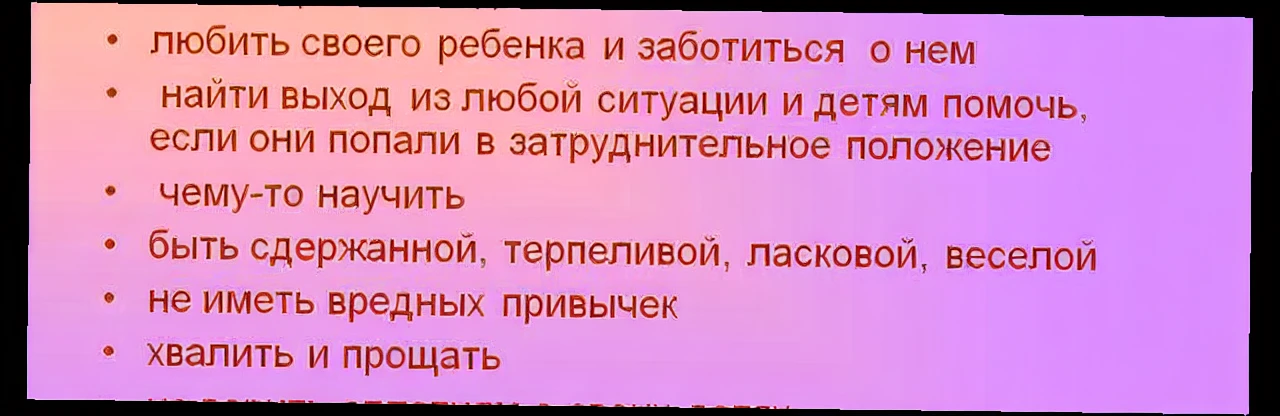 • любить своего ребенка и заботиться о нем
• найти выход из любой ситуации и детям помочь,
если они попали в затруднительное положение
• чему-то научить
• быть сдержанной, терпеливой, ласковой, веселой
• не иметь вредных привычек
• хвалить и прощать